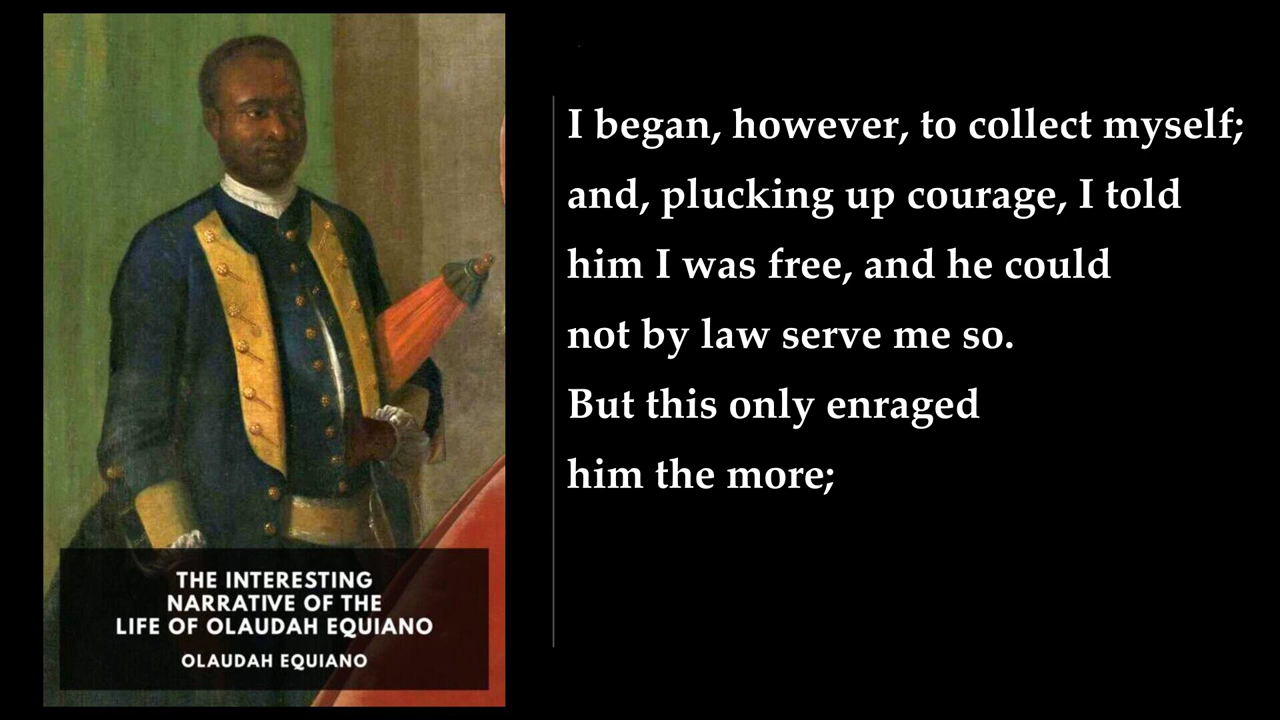 I began, however, to collect myself;
and, plucking up courage, I told
him I was free, and he could
not by law serve me so.
But this only enraged
him the more;
THE INTERESTING
NARRATIVE OF THE
LIFE OF OLAUDAH EQUIANO
OLAUDAH EQUIANO